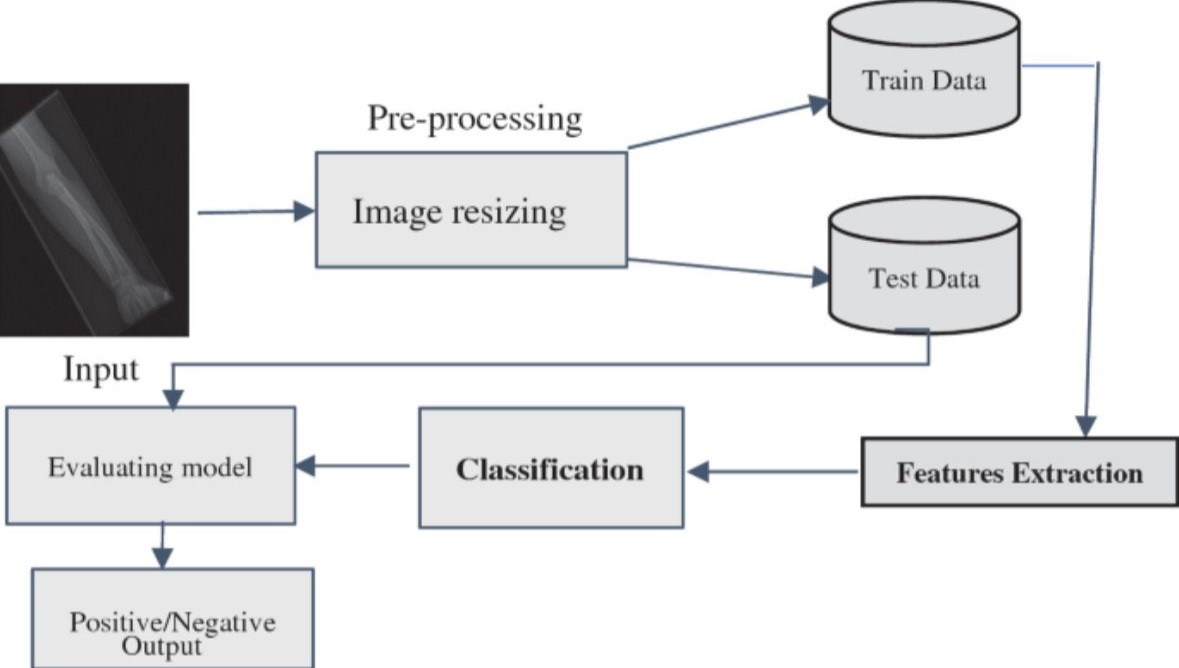 Train Data
Pre-processing
Image resizing
Test Data
Input
Evaluating model
Classification
Features Extraction
Positive/Negative
Output